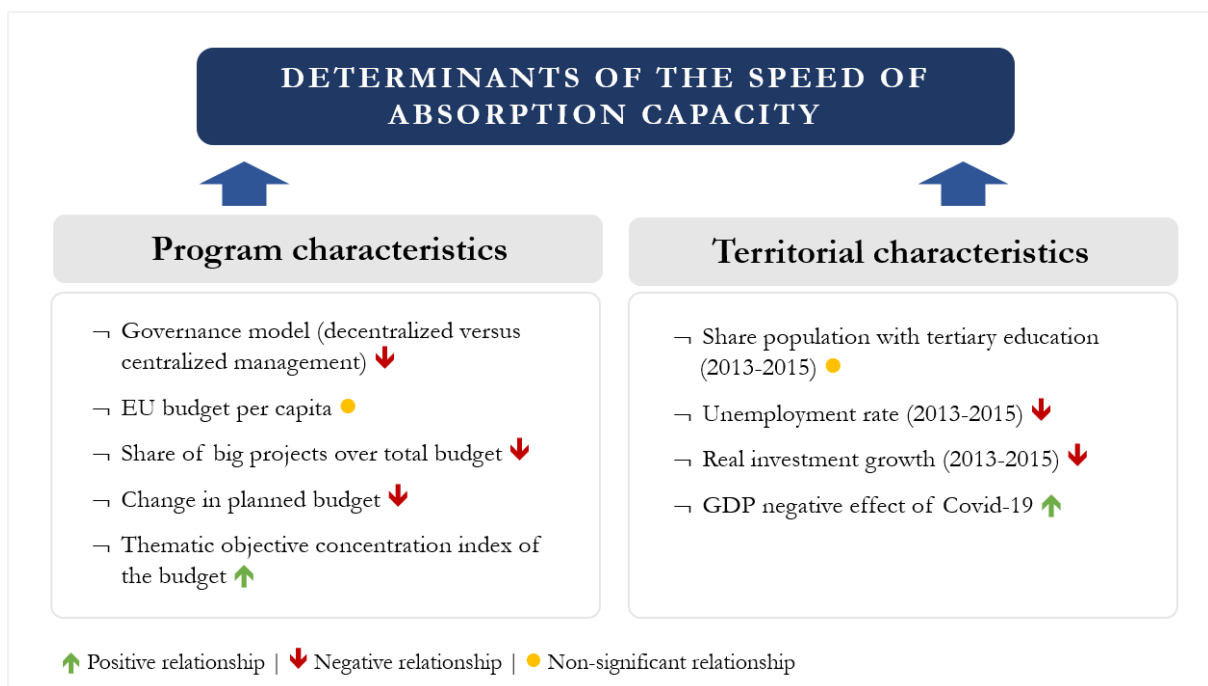 DETERMINANTS OF THE SPEED OF
ABSORPTION CAPACITY
Program characteristics
¬ Governance model (decentralized versus
centralized management)
¬ EU budget per capita
¬ Share of big projects over total budget
¬ Change in planned budget
¬ Thematic objective concentration index of
the budget
Territorial characteristics
¬ Share population with tertiary education
(2013-2015)
¬ Unemployment rate (2013-2015)
¬ Real investment growth (2013-2015)
¬ GDP negative effect of Covid-19
Positive relationship | Negative relationship | Non-significant relationship